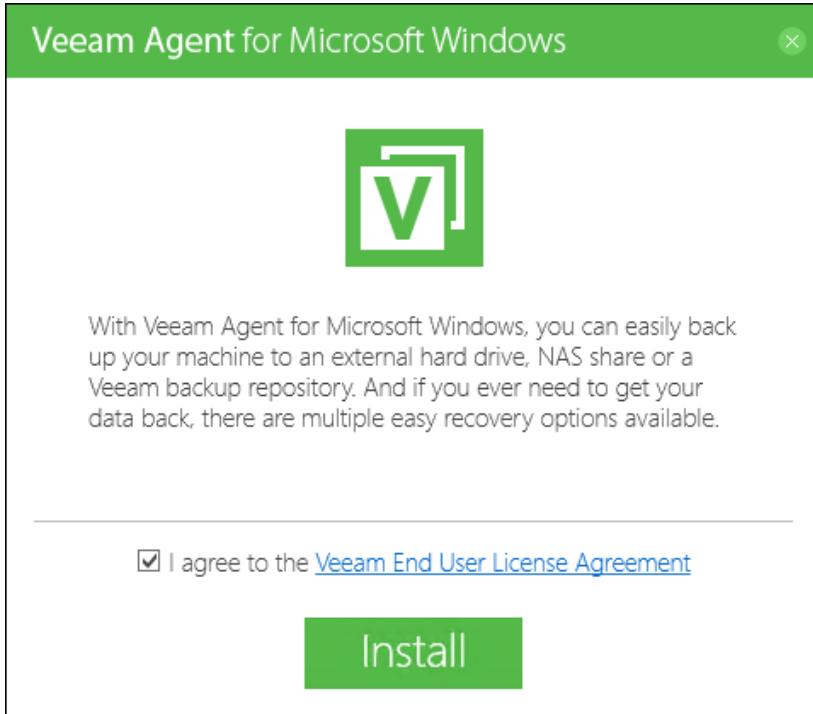 Veeam Agent for Microsoft Windows
V
With Veeam Agent for Microsoft Windows, you can easily back
up your machine to an external hard drive, NAS share or a
Veeam backup repository. And if you ever need to get your
data back, there are multiple easy recovery options available.
I agree to the Veeam End User License Agreement
Install